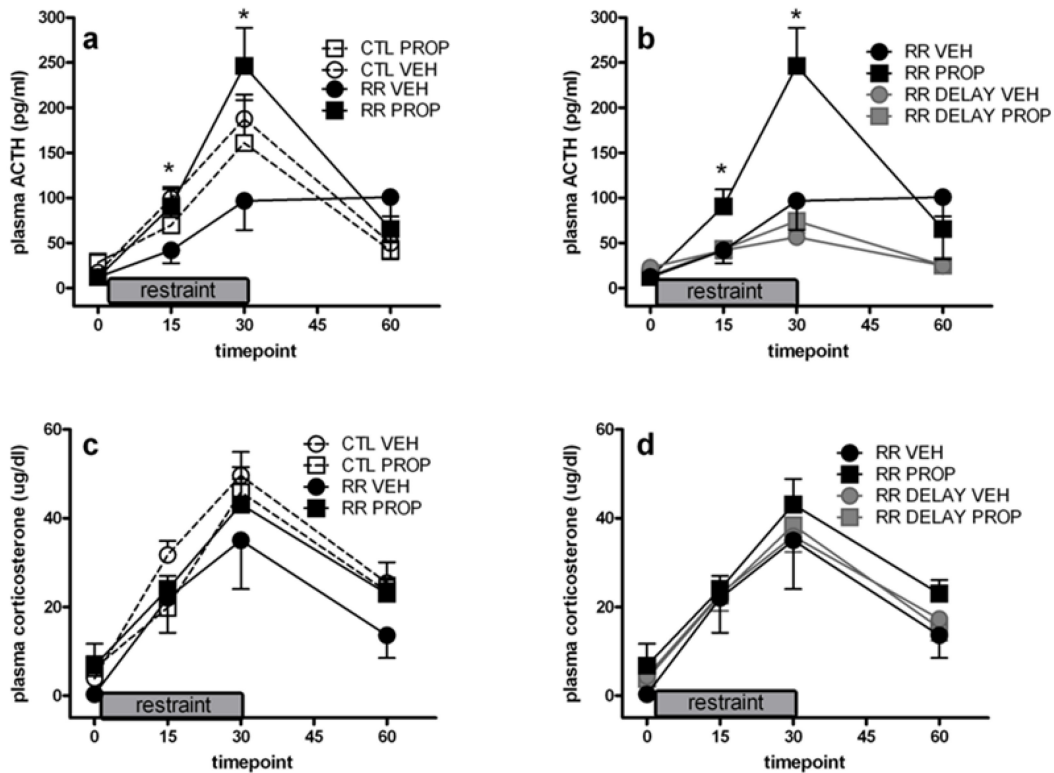 a
plasma ACTH (pg/ml)
300
250
200
150
100
50
0
*
*
CTL PROP
CTL VEH
RR VEH
RR PROP
restraint
0 15 30 45 60
timepoint
b
plasma ACTH (pg/ml)
300
250
200
150
100
50
0
*
*
RR VEH
RR PROP
RR DELAY VEH
RR DELAY PROP
restraint
0 15 30 45 60
timepoint
c
plasma corticosterone (ug/dl)
60
40
20
0
CTL VEH
CTL PROP
RR VEH
RR PROP
restraint
0 15 30 45 60
timepoint
d
plasma corticosterone (ug/dl)
60
40
20
0
RR VEH
RR PROP
RR DELAY VEH
RR DELAY PROP
restraint
0 15 30 45 60
timepoint